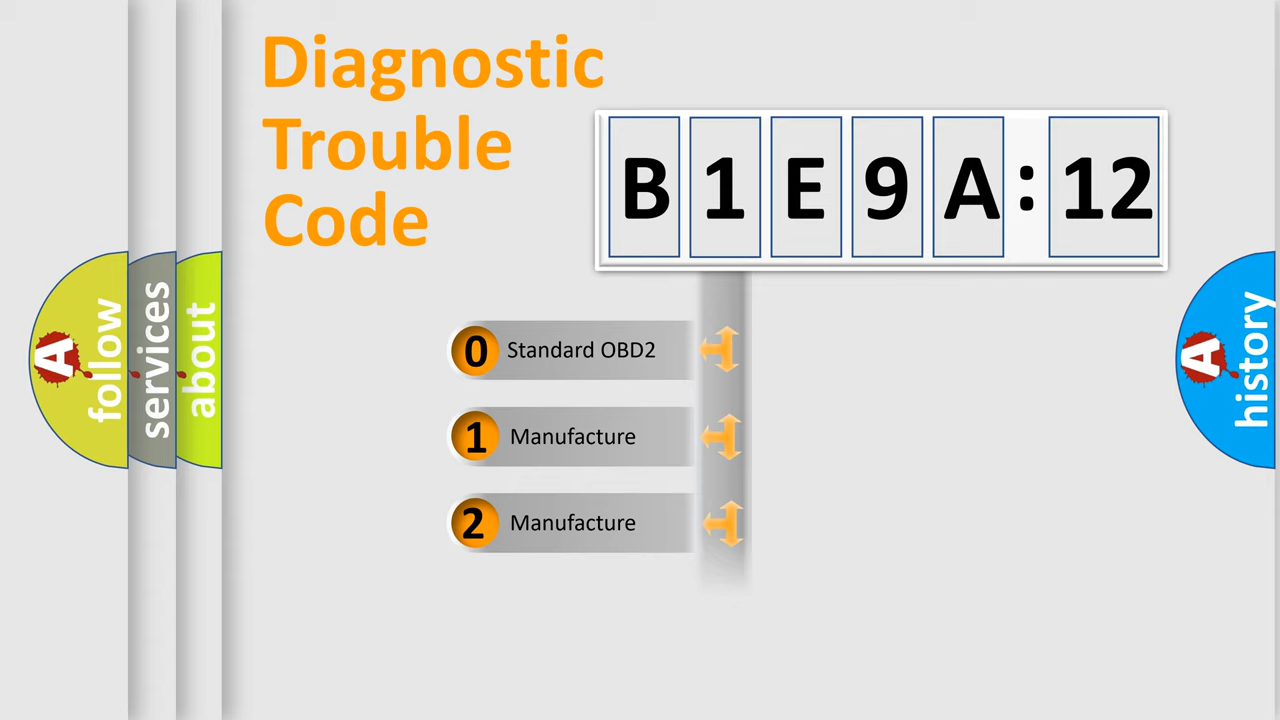 Diagnostic
Trouble
Code
B 1 E 9 A : 12
0 Standard OBD2
1 Manufacture
2 Manufacture
A follow
services
about
A history